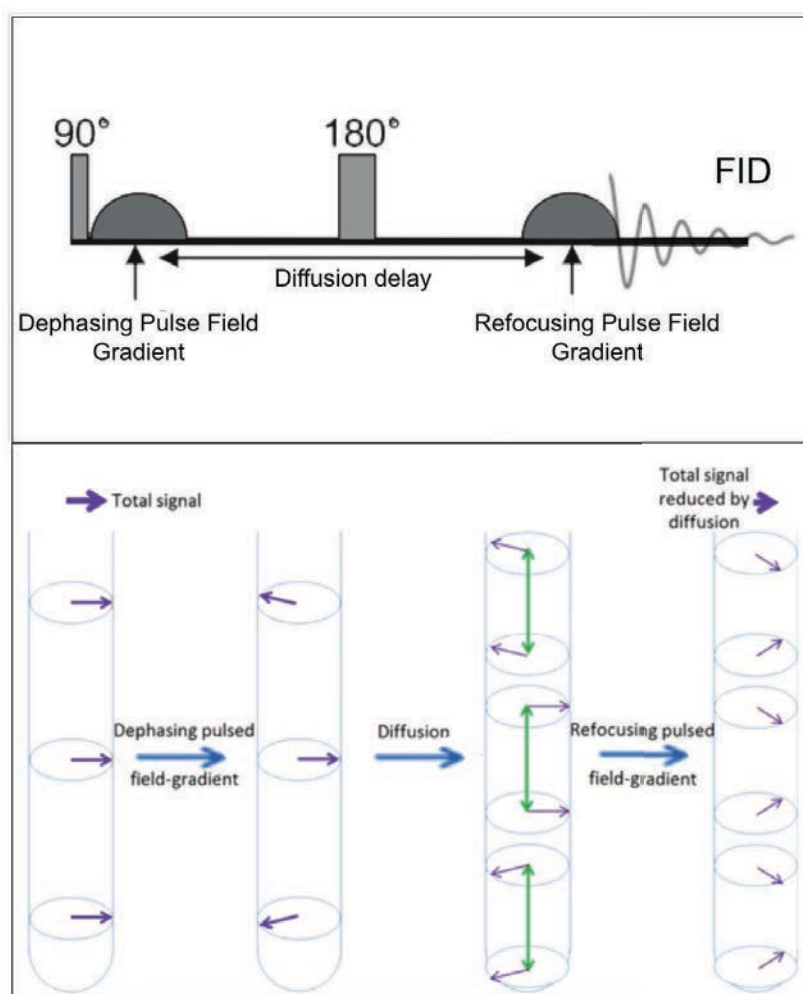 90°
180°
FID
Diffusion delay
Dephasing Pulse Field
Gradient
Refocusing Pulse Field
Gradient
Total signal
Total signal
reduced by
diffusion
Dephasing pulsed
field-gradient
Diffusion
Refocusing pulsed
field-gradient